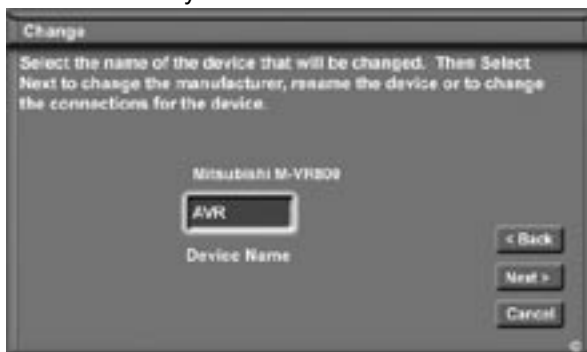 Change
Select the name of the device that will be changed. Then Select
Next to change the manufacturer, rename the device or to change
the connections for the device.
Mitsubishi M-VR800
AVR
Device Name
< Back
Next >
Cancel